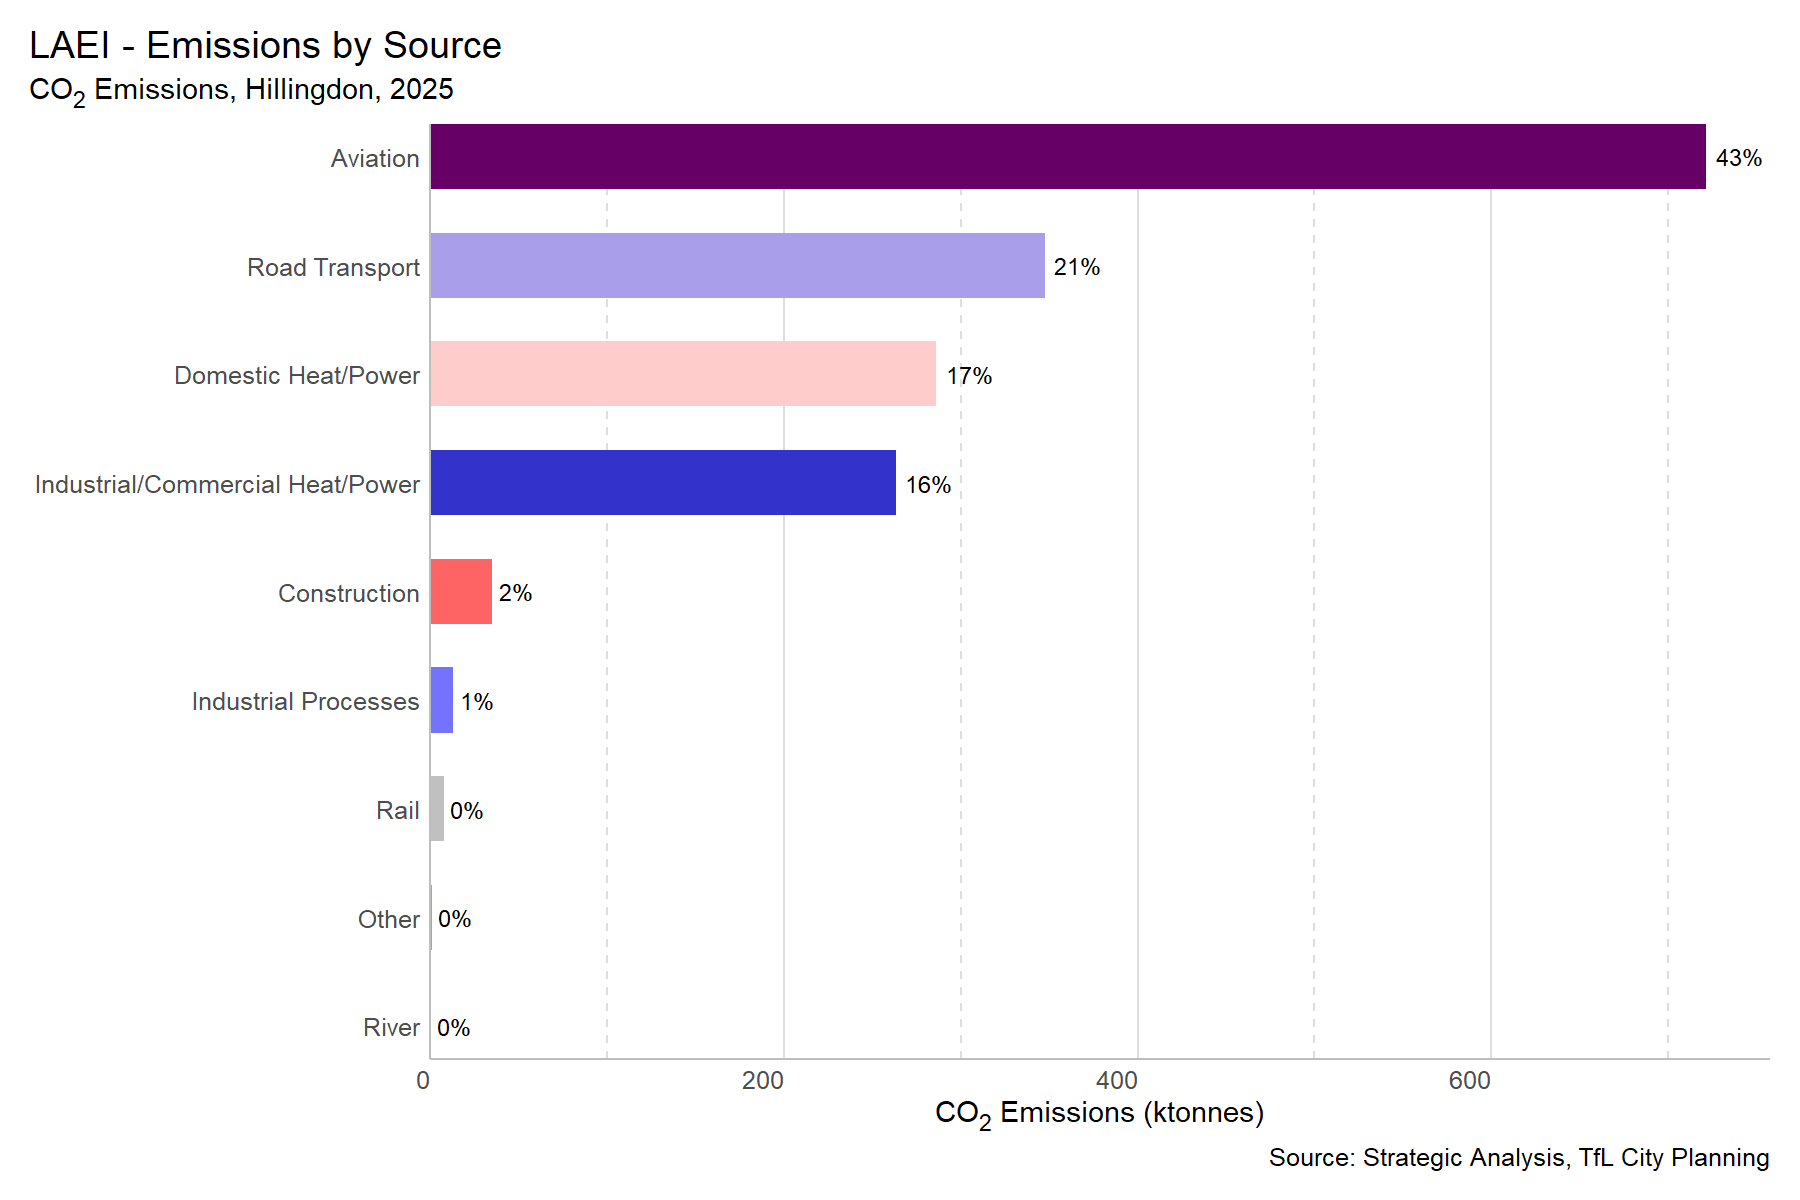 LAEI - Emissions by Source
CO₂ Emissions, Hillingdon, 2025
Aviation 43%
Road Transport 21%
Domestic Heat/Power 17%
Industrial/Commercial Heat/Power 16%
Construction 2%
Industrial Processes 1%
Rail 0%
Other 0%
River 0%
0 200 400 600
CO₂ Emissions (ktonnes)
Source: Strategic Analysis, TfL City Planning